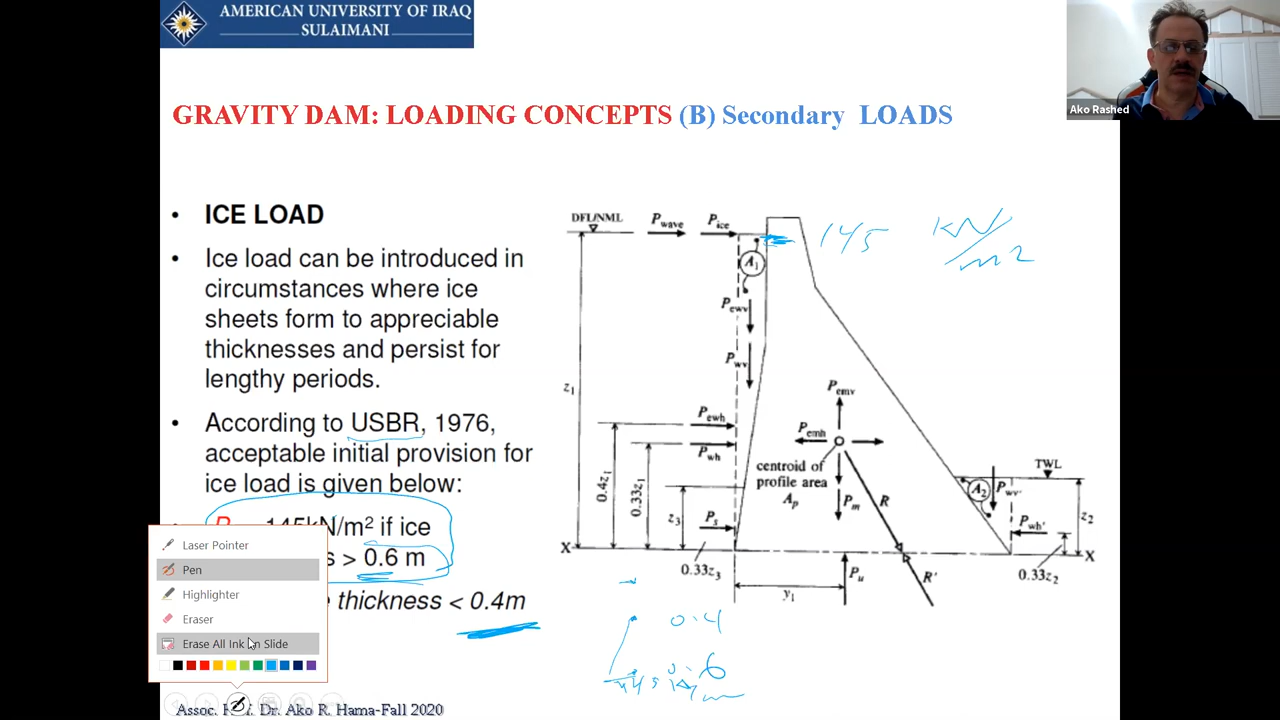 AMERICAN UNIVERSITY OF IRAQ
SULAIMANI
Ako Rashed
GRAVITY DAM: LOADING CONCEPTS (B) Secondary LOADS
• ICE LOAD
• Ice load can be introduced in
circumstances where ice
sheets form to appreciable
thicknesses and persist for
lengthy periods.
• According to USBR, 1976,
acceptable initial provision for
ice load is given below:
145kN/m² if ice
> 0.6 m
thickness < 0.4m
Laser Pointer
Pen
Highlighter
Eraser
Erase All Ink on Slide
Assoc. Dr. Ako R. Hama-Fall 2020
DFL/NML
Pwave
Pice
A1
Pewv
Pwv
z1
Pewh
Pwh
0.4z1
0.33z1
z3
Ps
X
0.33z3
y1
Pemv
Pemh
centroid of
profile area
Ap
Pm
R
Pu
R'
TWL
A2
Pwv'
Pwh'
z2
X
0.33z2
145 kN/m2
0.4
0.6